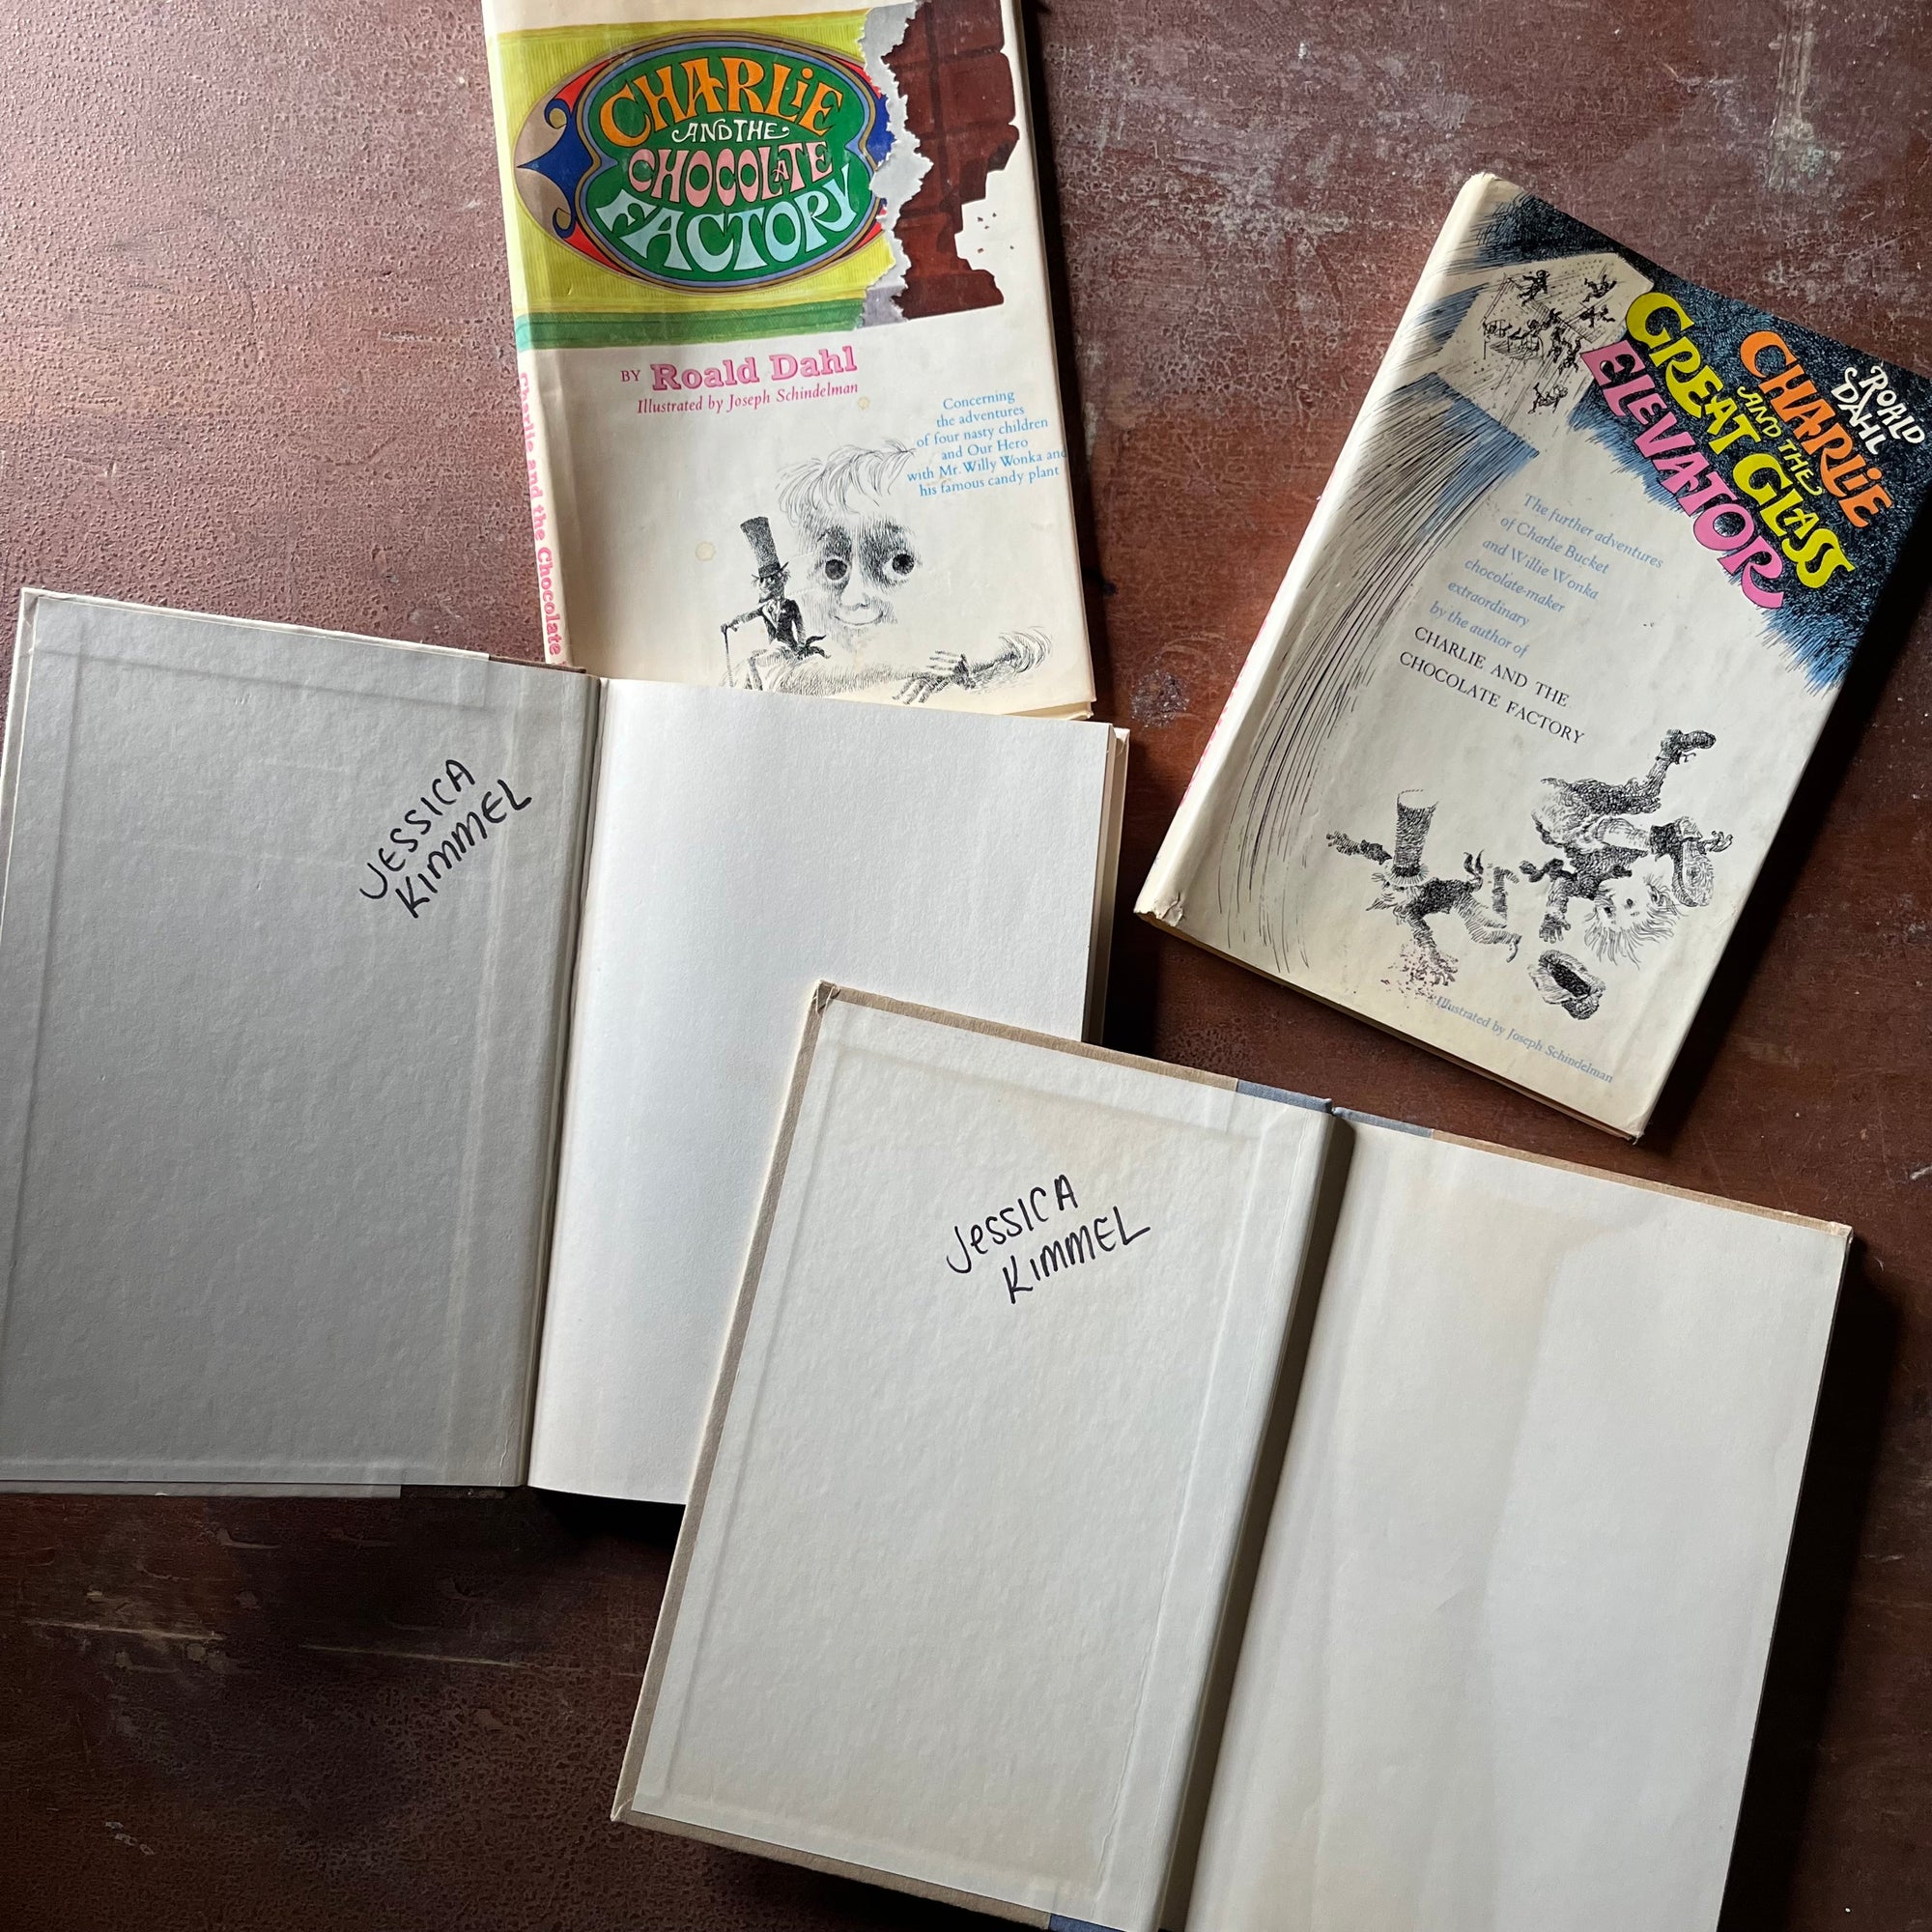 CHARLiE
AND THE
CHOCOLATE
FACTORY
BY Roald Dahl
Illustrated by Joseph Schindelman
Concerning
the adventures
of four nasty children
and Our Hero
with Mr. Willy Wonka and
his famous candy plant
Charlie and the Chocolate
ROALD
DAHL
CHARLiE
AND THE
GREAT GLASS
ELEVATOR
The further adventures
of Charlie Bucket
and Willie Wonka
chocolate-maker
extraordinary
by the author of
CHARLIE AND THE
CHOCOLATE FACTORY
Illustrated by Joseph Schindelman
JESSICA
KIMMEL
JeSSICA
KIMMEL